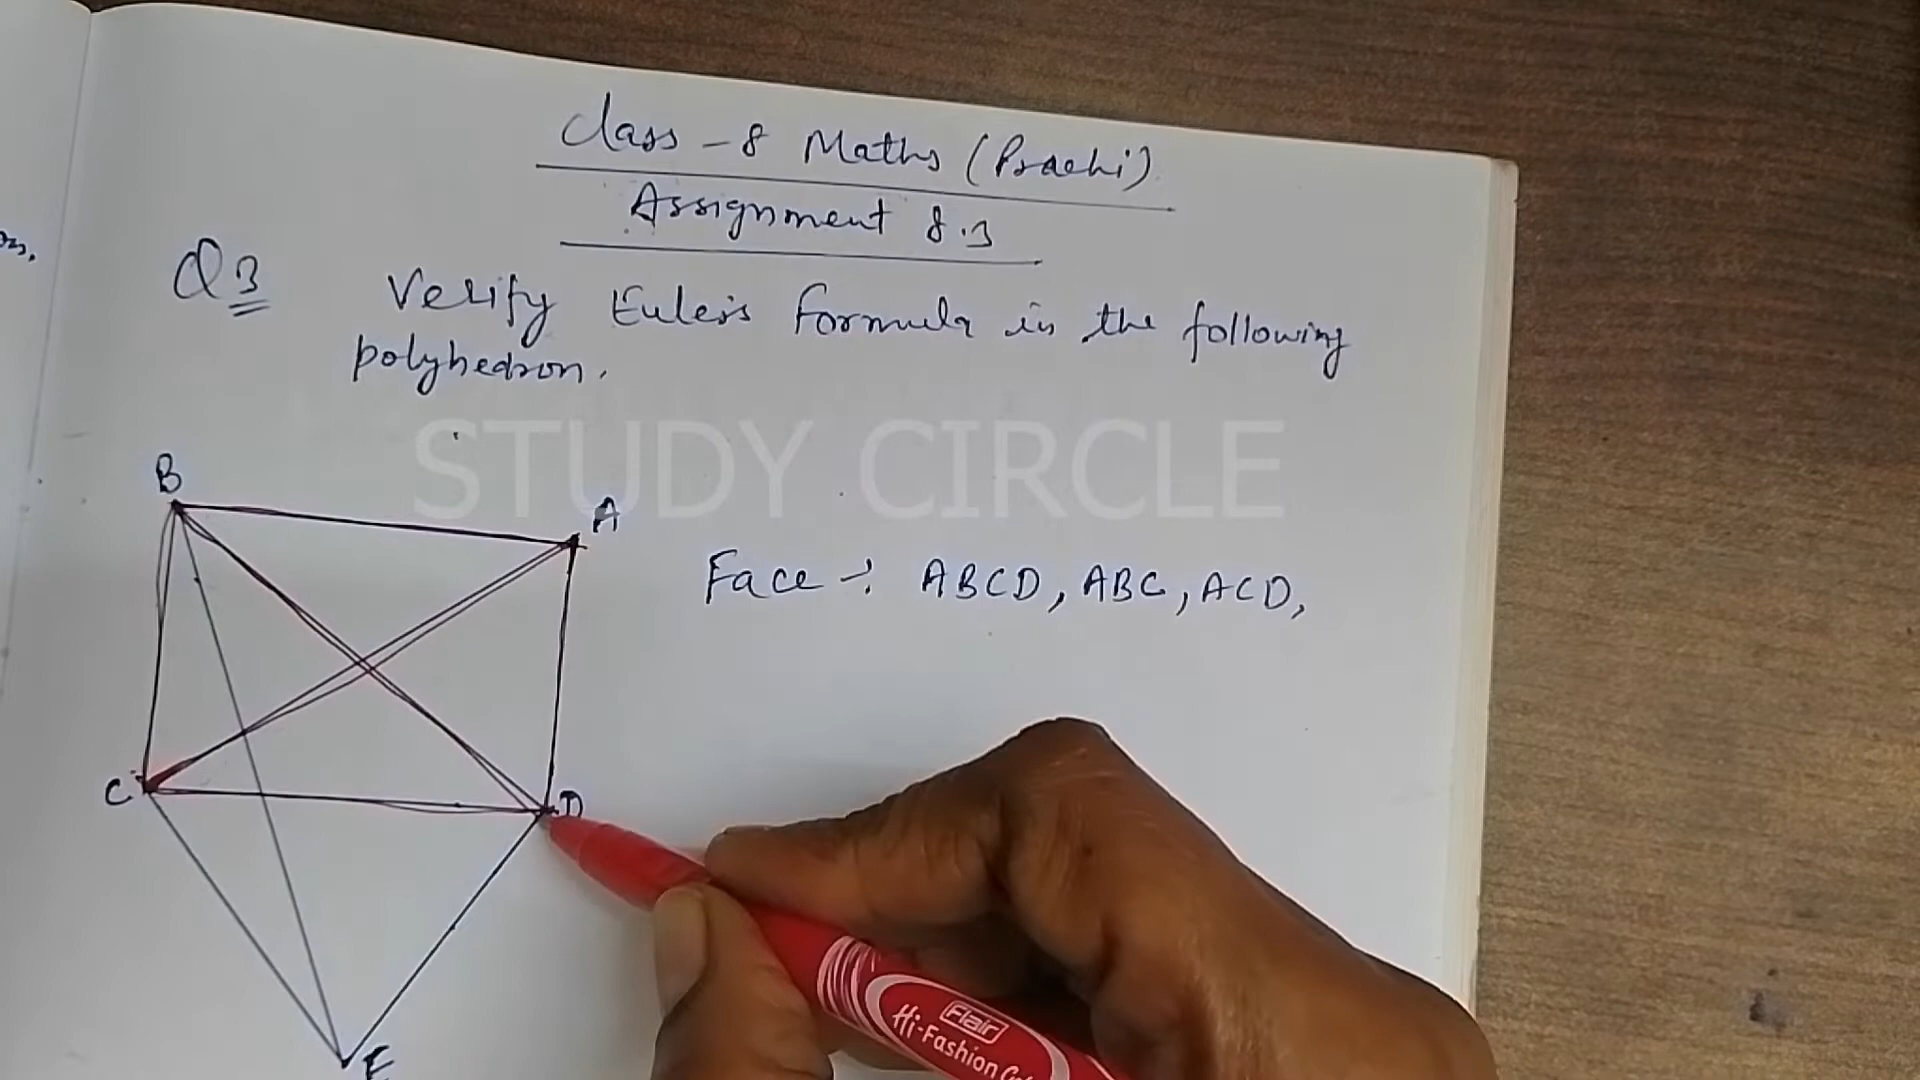 Class - 8 Maths (Prachi)
Assignment 8.3
Q3 Verify Euler's formula in the following
polyhedron.
STUDY CIRCLE
B
A
Face -: ABCD, ABC, ACD,
C
D
E
Flair
Hi-Fashion